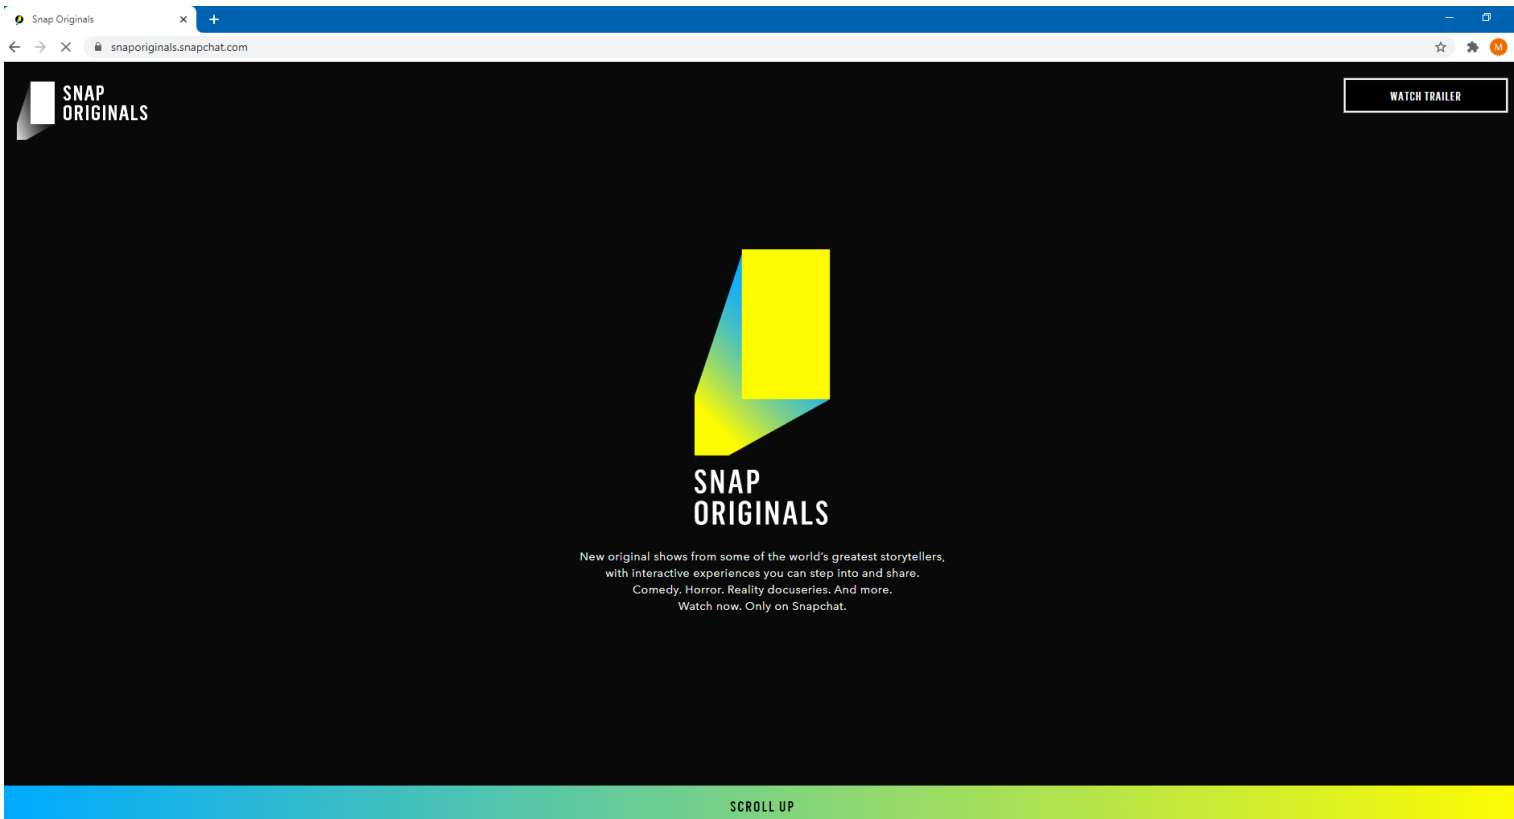 Snap Originals
snaporiginals.snapchat.com
M
SNAP
ORIGINALS
WATCH TRAILER
SNAP
ORIGINALS
New original shows from some of the world's greatest storytellers,
with interactive experiences you can step into and share.
Comedy. Horror. Reality docuseries. And more.
Watch now. Only on Snapchat.
SCROLL UP